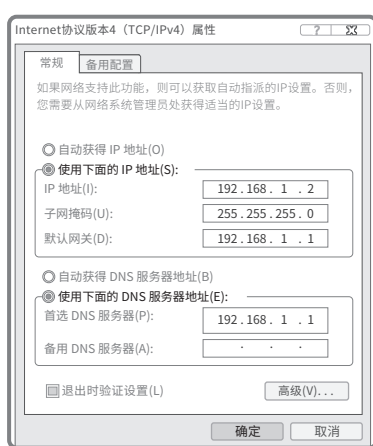 Internet协议版本4（TCP/IPv4）属性
常规 备用配置
如果网络支持此功能，则可以获取自动指派的IP设置。否则，
您需要从网络系统管理员处获得适当的IP设置。
自动获得 IP 地址(O)
使用下面的 IP 地址(S):
IP 地址(I): 192.168. 1 . 2
子网掩码(U): 255.255.255. 0
默认网关(D): 192.168. 1 . 1
自动获得 DNS 服务器地址(B)
使用下面的 DNS 服务器地址(E):
首选 DNS 服务器(P): 192.168. 1 . 1
备用 DNS 服务器(A): . . .
退出时验证设置(L) 高级(V)...
确定 取消